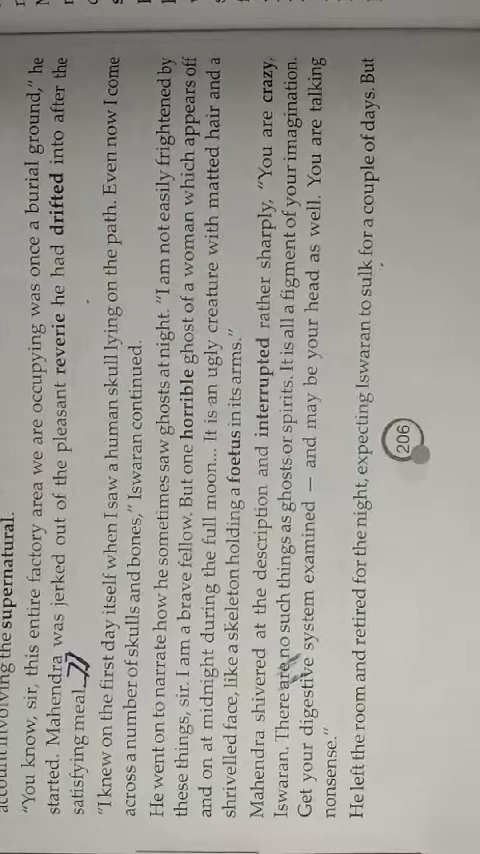 account involving the supernatural.
"You know, sir, this entire factory area we are occupying was once a burial ground," he
started. Mahendra was jerked out of the pleasant reverie he had drifted into after the
satisfying meal.
"I knew on the first day itself when I saw a human skull lying on the path. Even now I come
across a number of skulls and bones," Iswaran continued.
He went on to narrate how he sometimes saw ghosts at night. "I am not easily frightened by
these things, sir. I am a brave fellow. But one horrible ghost of a woman which appears off
and on at midnight during the full moon... It is an ugly creature with matted hair and a
shrivelled face, like a skeleton holding a foetus in its arms."
Mahendra shivered at the description and interrupted rather sharply, "You are crazy,
Iswaran. There are no such things as ghosts or spirits. It is all a figment of your imagination.
Get your digestive system examined — and may be your head as well. You are talking
nonsense."
He left the room and retired for the night, expecting Iswaran to sulk for a couple of days. But
206